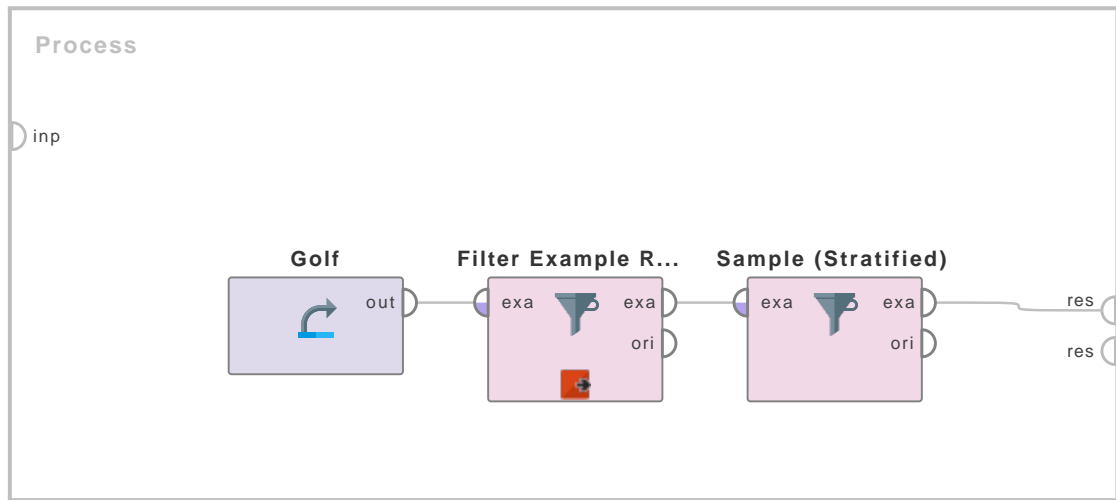 Process
inp
Golf
Filter Example R...
Sample (Stratified)
out
exa
exa
exa
exa
res
ori
ori
res